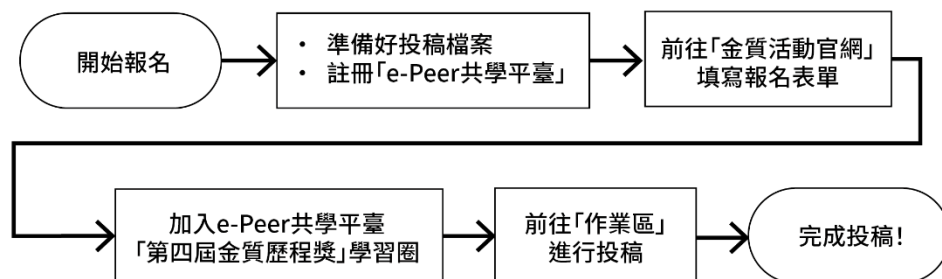 開始報名
• 準備好投稿檔案
• 註冊「e-Peer共學平臺」
前往「金質活動官網」
填寫報名表單
加入e-Peer共學平臺
「第四屆金質歷程獎」學習圈
前往「作業區」
進行投稿
完成投稿!